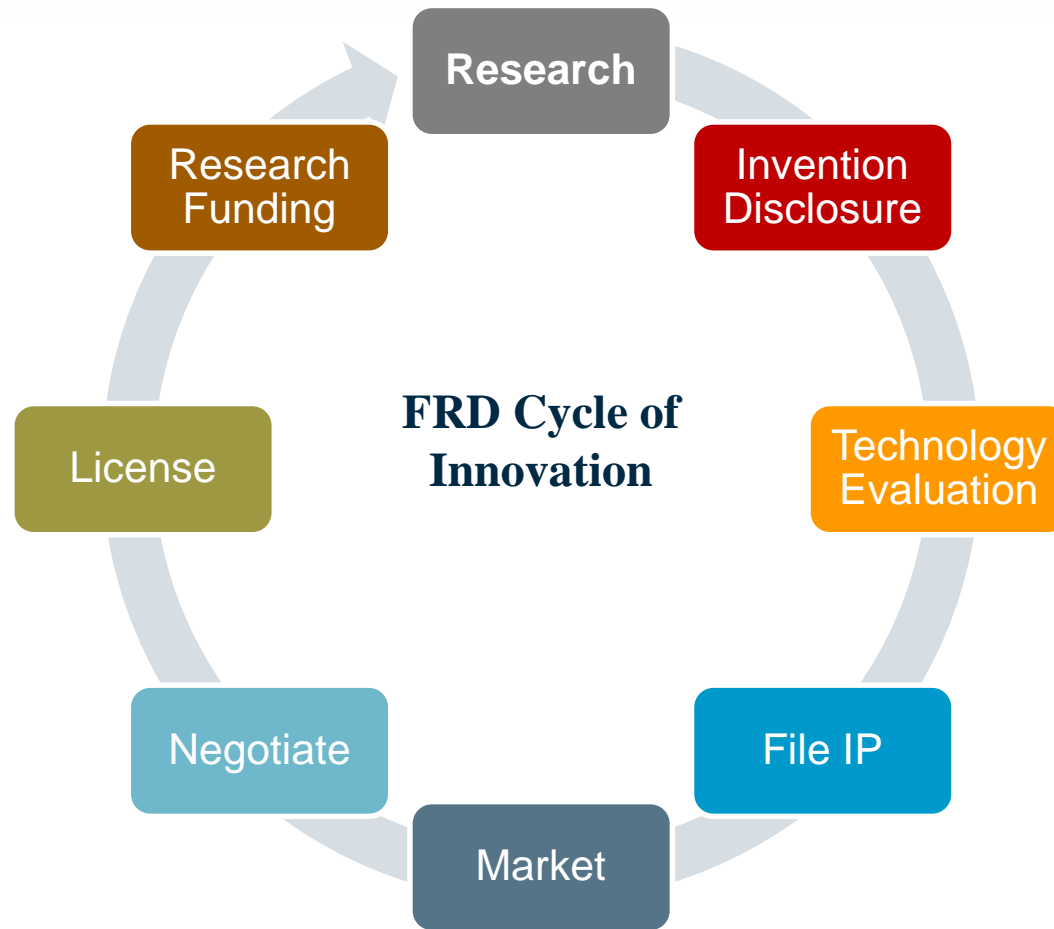 Research
Invention
Disclosure
Technology
Evaluation
File IP
Market
Negotiate
License
Research
Funding
FRD Cycle of
Innovation